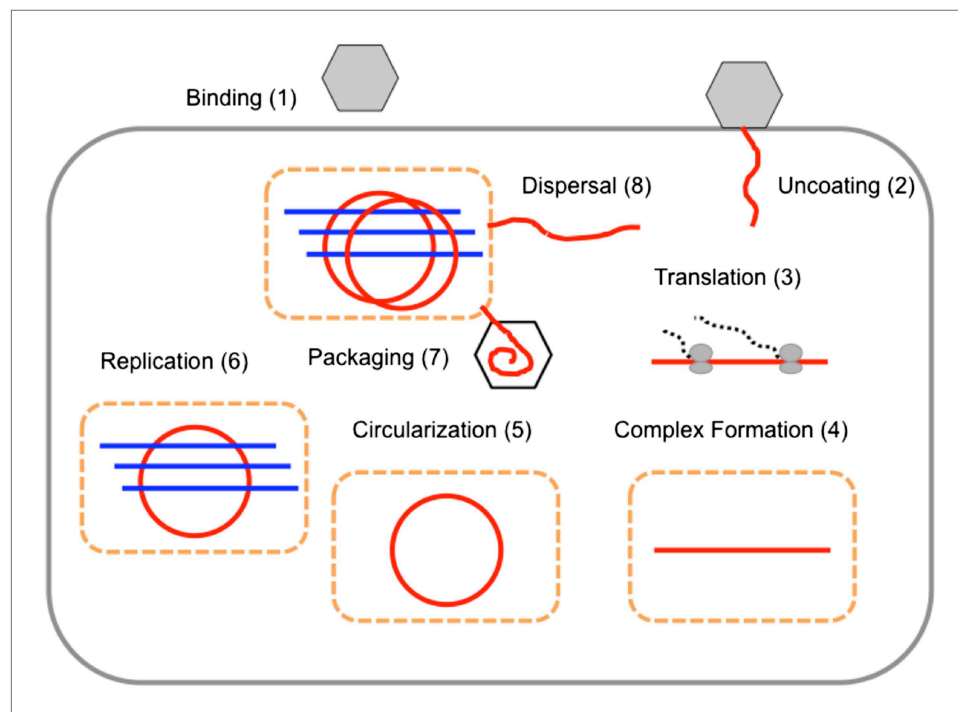 Binding (1)
Dispersal (8)
Uncoating (2)
Translation (3)
Replication (6)
Packaging (7)
Circularization (5)
Complex Formation (4)